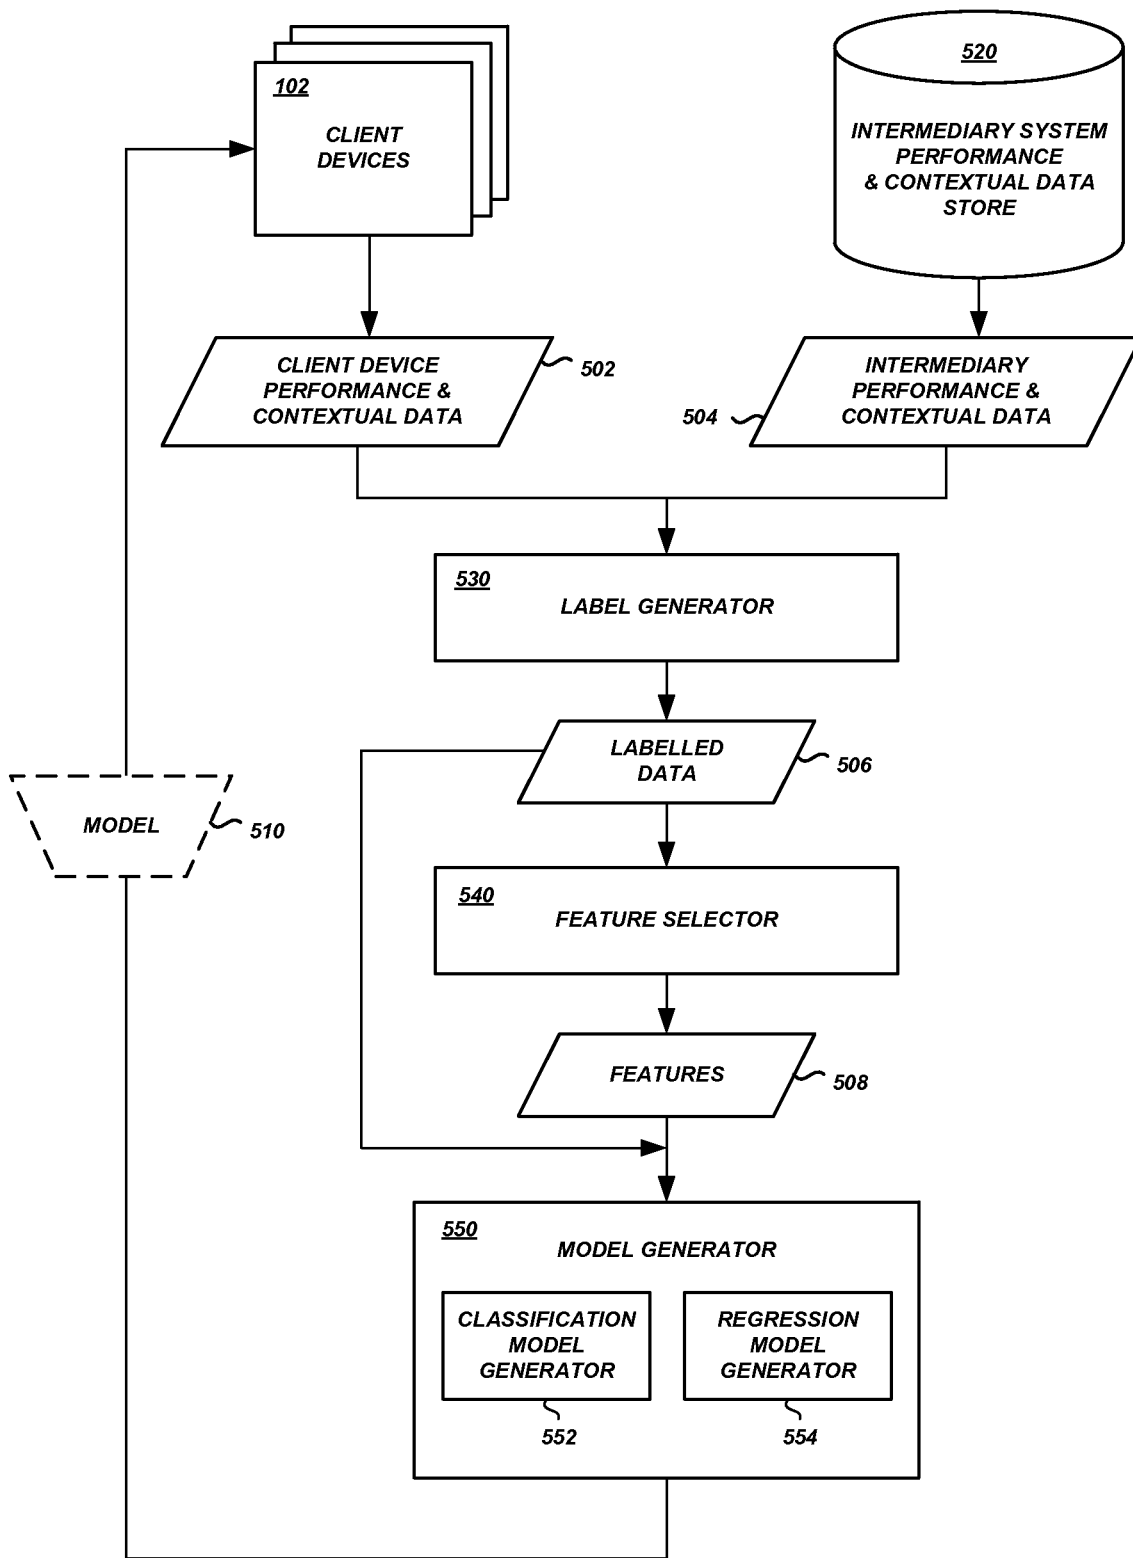 102
CLIENT
DEVICES
520
INTERMEDIARY SYSTEM
PERFORMANCE
& CONTEXTUAL DATA
STORE
CLIENT DEVICE
PERFORMANCE &
CONTEXTUAL DATA
502
INTERMEDIARY
PERFORMANCE &
CONTEXTUAL DATA
504
530
LABEL GENERATOR
LABELLED
DATA
506
MODEL
510
540
FEATURE SELECTOR
FEATURES
508
550
MODEL GENERATOR
CLASSIFICATION
MODEL
GENERATOR
552
REGRESSION
MODEL
GENERATOR
554